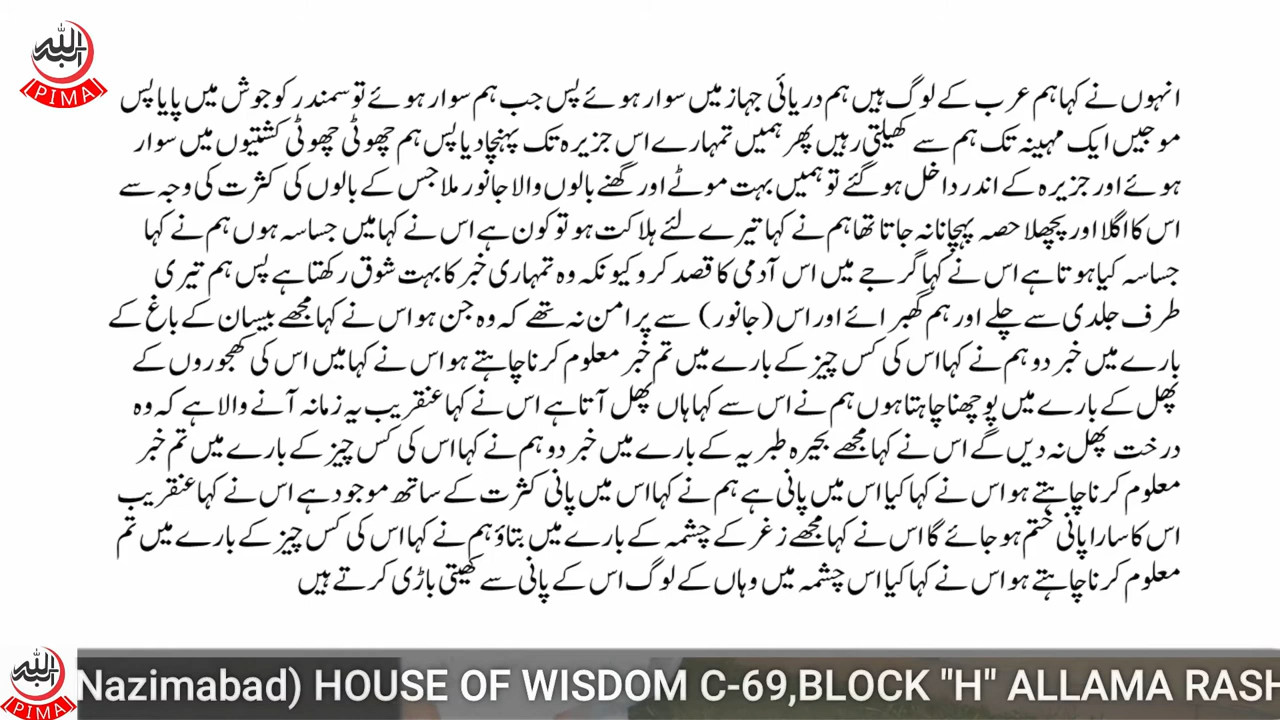 PIMA
انہوں نے کہا ہم عرب کے لوگ ہیں ہم دریائی جہاز میں سوار ہوئے پس جب ہم سوار ہوئے تو سمندر کو جوش میں پایا پس
موجیں ایک مہینہ تک ہم سے کھیلتی رہیں پھر ہمیں تمہارے اس جزیرہ تک پہنچا دیا پس ہم چھوٹی چھوٹی کشتیوں میں سوار
ہوئے اور جزیرہ کے اندر داخل ہو گئے تو ہمیں بہت موٹے اور گھنے بالوں والا جانور ملا جس کے بالوں کی کثرت کی وجہ سے
اس کا اگلا اور پچھلا حصہ پہچانا نہ جاتا تھا ہم نے کہا تیرے لئے ہلاکت ہو تو کون ہے اس نے کہا میں جساسہ ہوں ہم نے کہا
جساسہ کیا ہوتا ہے اس نے کہا گرجے میں اس آدمی کا قصد کرو کیونکہ وہ تمہاری خبر کا بہت شوق رکھتا ہے پس ہم تیری
طرف جلدی سے چلے اور ہم گھبرائے اور اس (جانور) سے پر امن نہ تھے کہ وہ جن ہو اس نے کہا مجھے بیسان کے باغ کے
بارے میں خبر دو ہم نے کہا اس کی کس چیز کے بارے میں تم خبر معلوم کرنا چاہتے ہو اس نے کہا میں اس کی کھجوروں کے
پھل کے بارے میں پوچھنا چاہتا ہوں ہم نے اس سے کہا ہاں پھل آتا ہے اس نے کہا عنقریب یہ زمانہ آنے والا ہے کہ وہ
درخت پھل نہ دیں گے اس نے کہا مجھے بحیرہ طبریہ کے بارے میں خبر دو ہم نے کہا اس کی کس چیز کے بارے میں تم خبر
معلوم کرنا چاہتے ہو اس نے کہا کیا اس میں پانی ہے ہم نے کہا اس میں پانی کثرت کے ساتھ موجود ہے اس نے کہا عنقریب
اس کا سارا پانی ختم ہو جائے گا اس نے کہا مجھے زغر کے چشمہ کے بارے میں بتاؤ ہم نے کہا اس کی کس چیز کے بارے میں تم
معلوم کرنا چاہتے ہو اس نے کہا کیا اس چشمہ میں وہاں کے لوگ اس کے پانی سے کھیتی باڑی کرتے ہیں
PIMA
Nazimabad) HOUSE OF WISDOM C-69,BLOCK "H" ALLAMA RASH